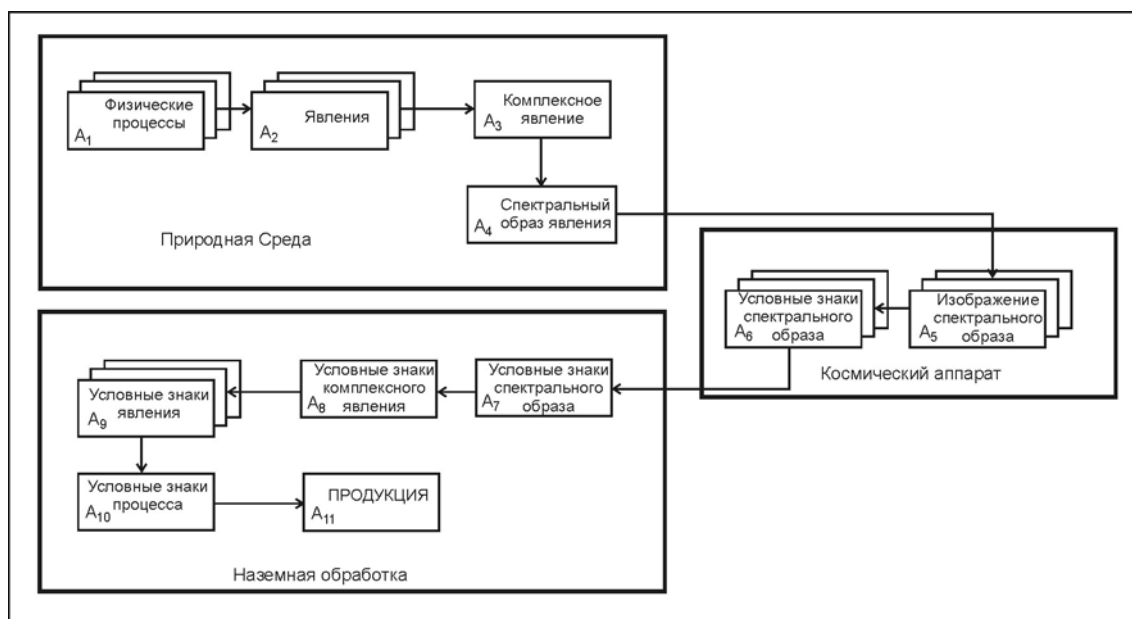 Физические
процессы
A1
Явления
A2
Комплексное
явление
A3
Спектральный
образ явления
A4
Природная Среда
Изображение
спектрального
образа
A5
Условные знаки
спектрального
образа
A6
Космический аппарат
Условные знаки
спектрального
образа
A7
Условные знаки
комплексного
явления
A8
Условные знаки
явления
A9
Условные знаки
процесса
A10
ПРОДУКЦИЯ
A11
Наземная обработка